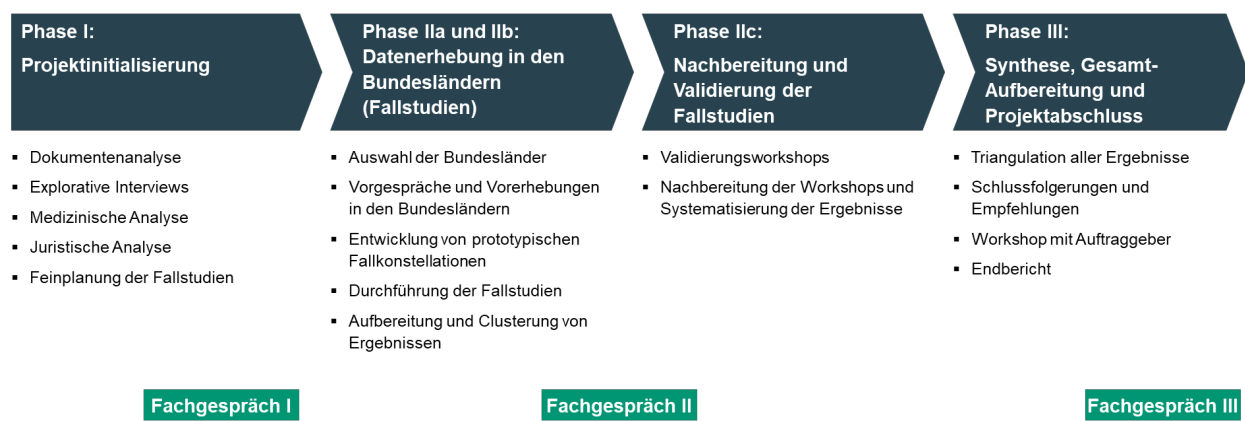 Phase I:
Projektinitialisierung
Phase IIa und IIb:
Datenerhebung in den
Bundesländern
(Fallstudien)
Phase IIc:
Nachbereitung und
Validierung der
Fallstudien
Phase III:
Synthese, Gesamt-
Aufbereitung und
Projektabschluss
▪ Dokumentenanalyse
▪ Explorative Interviews
▪ Medizinische Analyse
▪ Juristische Analyse
▪ Feinplanung der Fallstudien
▪ Auswahl der Bundesländer
▪ Vorgespräche und Vorerhebungen
in den Bundesländern
▪ Entwicklung von prototypischen
Fallkonstellationen
▪ Durchführung der Fallstudien
▪ Aufbereitung und Clusterung von
Ergebnissen
▪ Validierungsworkshops
▪ Nachbereitung der Workshops und
Systematisierung der Ergebnisse
▪ Triangulation aller Ergebnisse
▪ Schlussfolgerungen und
Empfehlungen
▪ Workshop mit Auftraggeber
▪ Endbericht
Fachgespräch I
Fachgespräch II
Fachgespräch III